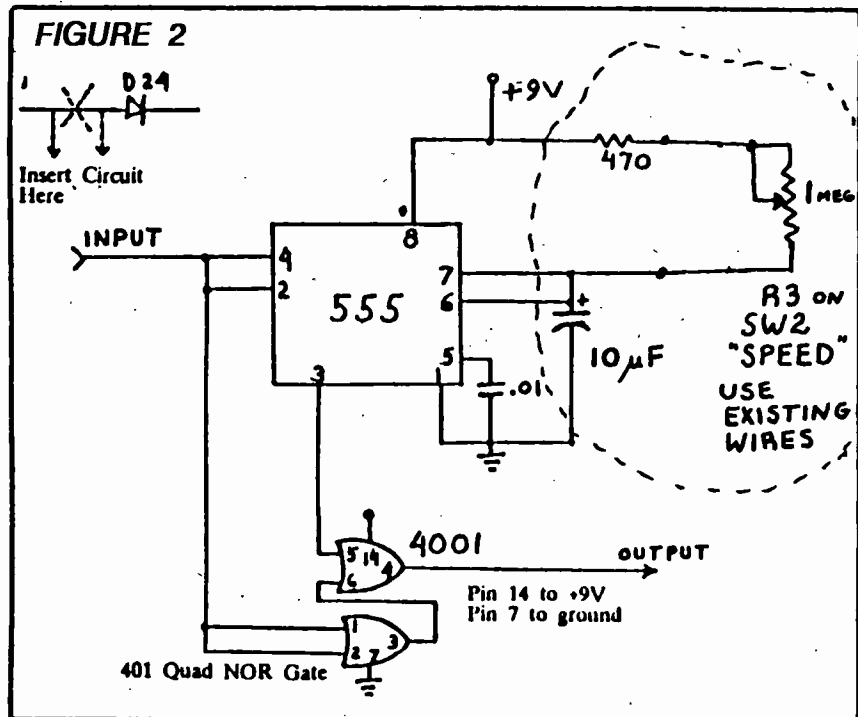 FIGURE 2
D24
Insert Circuit
Here
+9V
470
1 MEG
INPUT
8
4
2
7
6
5
555
3
1
+
10µF
.01
R3 ON
SW2
"SPEED"
USE
EXISTING
WIRES
5
6
14
4
4001
OUTPUT
Pin 14 to +9V
Pin 7 to ground
1
2
7
3
401 Quad NOR Gate